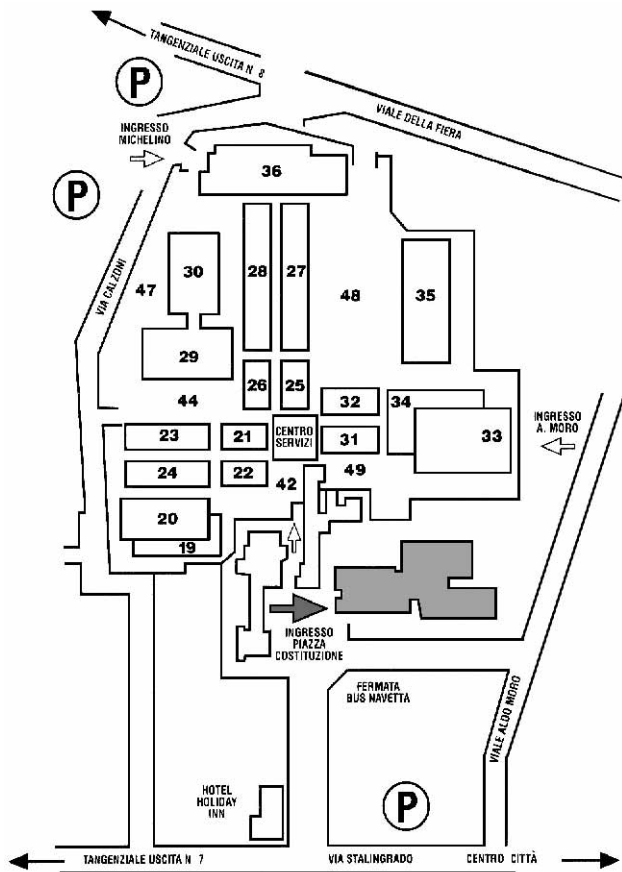 TANGENZIALE USCITA N 8
P
VIALE DELLA FIERA
INGRESSO
MICHELINO
36
P
VIA CALZONI
47
30
28
27
48
35
29
26
25
44
32
34
33
INGRESSO
A. MORO
23
21
CENTRO
SERVIZI
31
24
22
42
49
20
19
INGRESSO
PIAZZA
COSTITUZIONE
FERMATA
BUS NAVETTA
VIALE ALDO MORO
HOTEL
HOLIDAY
INN
P
TANGENZIALE USCITA N 7
VIA STALINGRADO
CENTRO CITTÀ